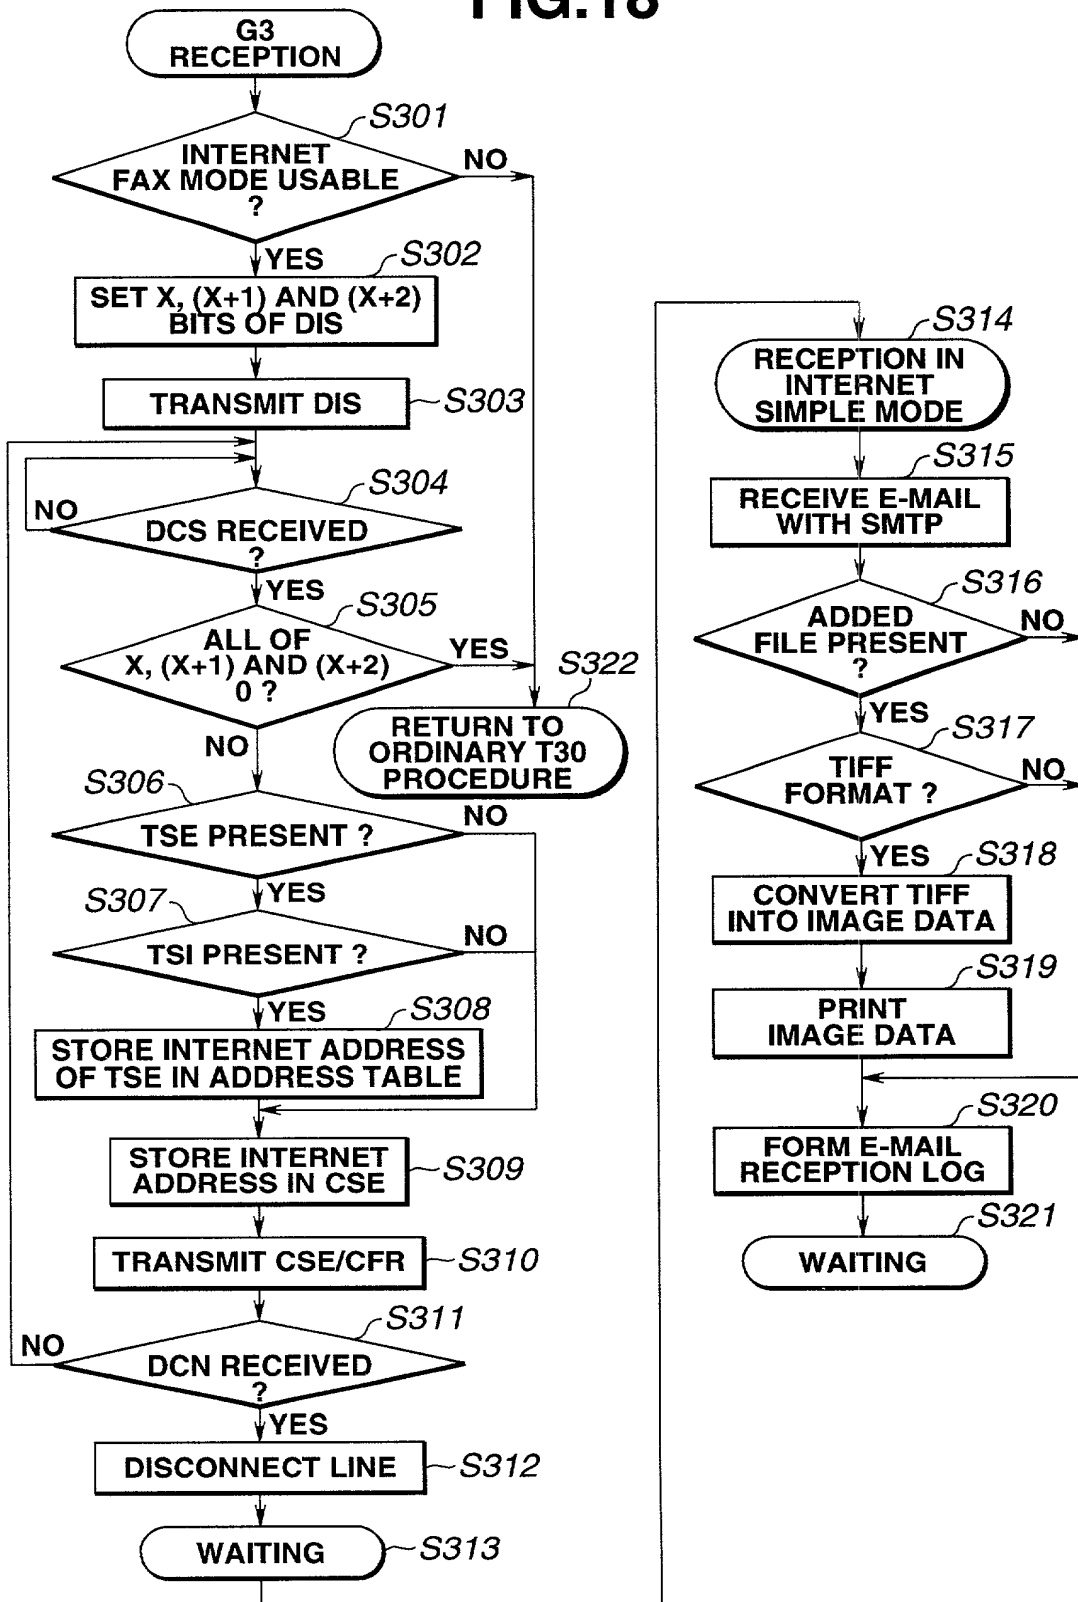 FIG.18
G3
RECEPTION
S301
INTERNET
FAX MODE USABLE
?
NO
YES
S302
SET X, (X+1) AND (X+2)
BITS OF DIS
TRANSMIT DIS
S303
S304
NO
DCS RECEIVED
?
YES
S305
ALL OF
X, (X+1) AND (X+2)
0 ?
YES
NO
S322
RETURN TO
ORDINARY T30
PROCEDURE
S306
TSE PRESENT ?
NO
YES
S307
TSI PRESENT ?
NO
YES
S308
STORE INTERNET ADDRESS
OF TSE IN ADDRESS TABLE
STORE INTERNET
ADDRESS IN CSE
S309
TRANSMIT CSE/CFR
S310
S311
NO
DCN RECEIVED
?
YES
DISCONNECT LINE
S312
WAITING
S313
S314
RECEPTION IN
INTERNET
SIMPLE MODE
S315
RECEIVE E-MAIL
WITH SMTP
S316
ADDED
FILE PRESENT
?
NO
YES
S317
TIFF
FORMAT ?
NO
YES
S318
CONVERT TIFF
INTO IMAGE DATA
S319
PRINT
IMAGE DATA
S320
FORM E-MAIL
RECEPTION LOG
S321
WAITING